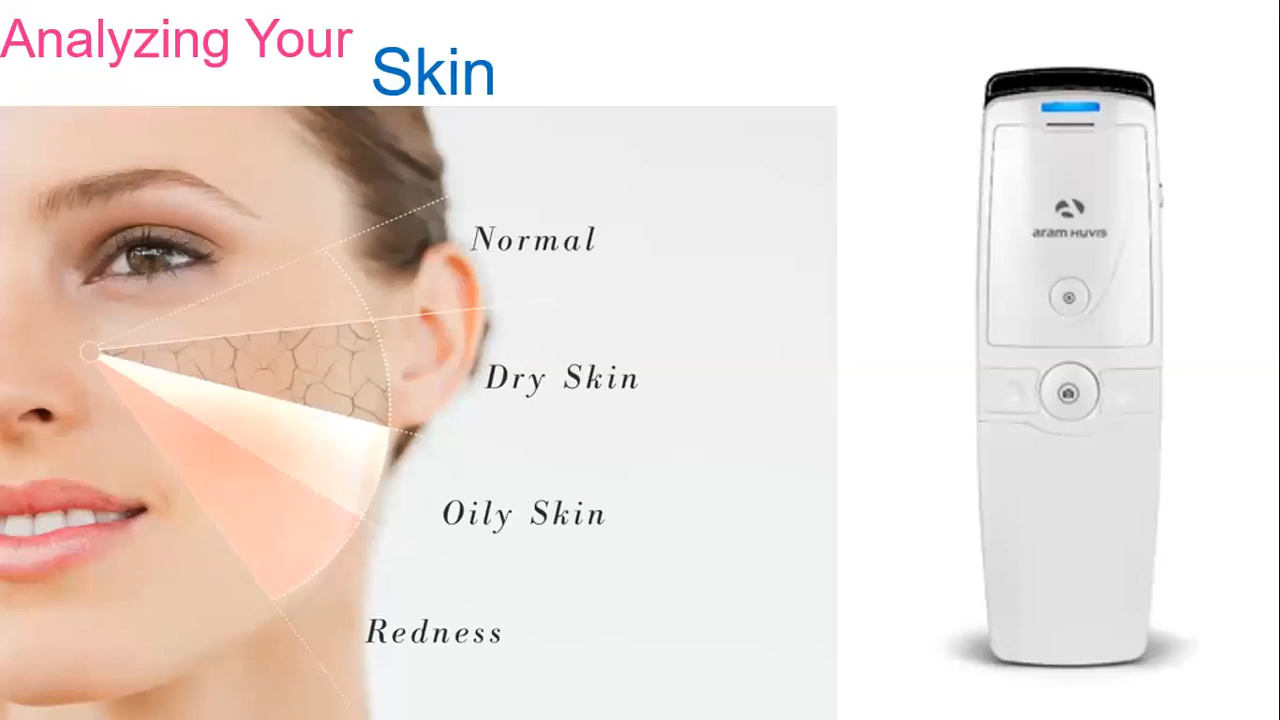 Analyzing Your
Skin
Normal
Dry Skin
Oily Skin
Redness
aram HUVIS